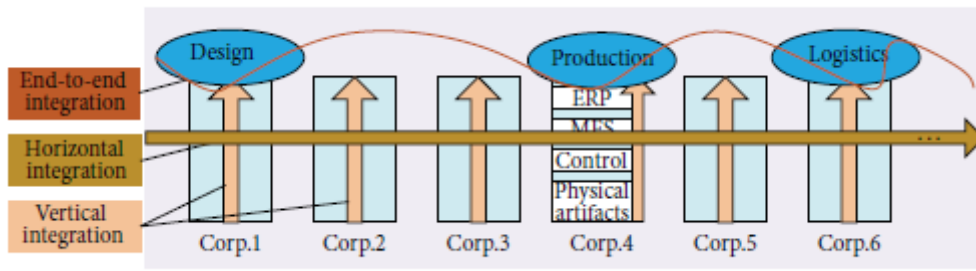 Design
Production
Logistics
End-to-end
integration
ERP
MES
Horizontal
integration
...
Control
Physical
artifacts
Vertical
integration
Corp.1
Corp.2
Corp.3
Corp.4
Corp.5
Corp.6